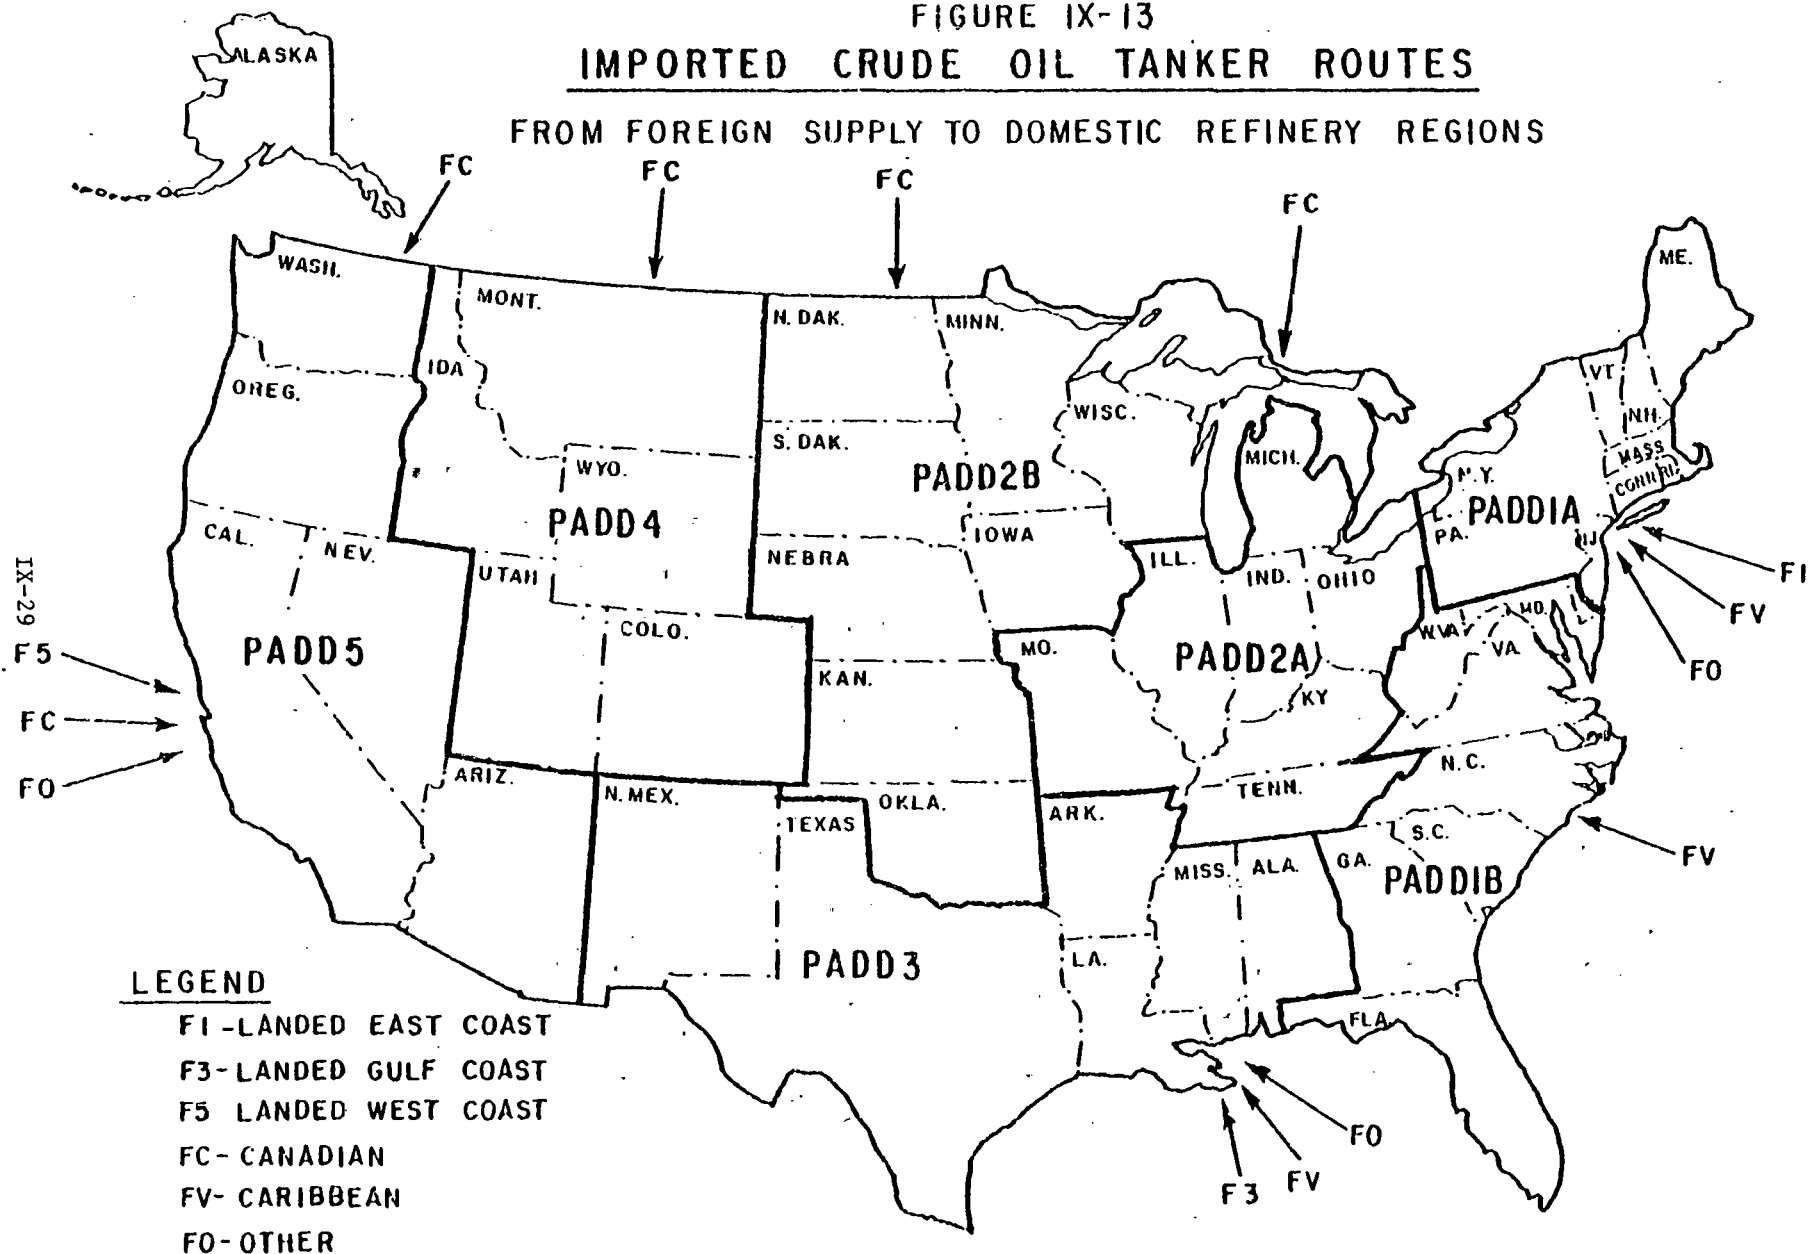 FIGURE IX-13
IMPORTED CRUDE OIL TANKER ROUTES
FROM FOREIGN SUPPLY TO DOMESTIC REFINERY REGIONS
ALASKA
FC
FC
FC
FC
WASH.
MONT.
N. DAK.
MINN.
ME.
IDA
OREG.
WISC.
VT.
N.H.
S. DAK.
WYO.
MICH.
MASS
CONN
R.I.
N.Y.
PADD2B
PADD4
PADD1A
CAL.
NEV.
IOWA
PA.
NJ
NEBRA
UTAH
ILL.
IND.
OHIO
F1
FV
FO
IX-29
COLO.
MD.
W.VA
VA.
MO.
PADD5
PADD2A
KAN.
KY
F5
FC
FO
ARIZ.
N.MEX.
OKLA.
TEXAS
ARK.
TENN.
N.C.
S.C.
MISS.
ALA.
GA.
PADD1B
FV
PADD3
LA.
FLA.
FO
FV
F3
LEGEND
F1-LANDED EAST COAST
F3-LANDED GULF COAST
F5 LANDED WEST COAST
FC-CANADIAN
FV-CARIBBEAN
FO-OTHER